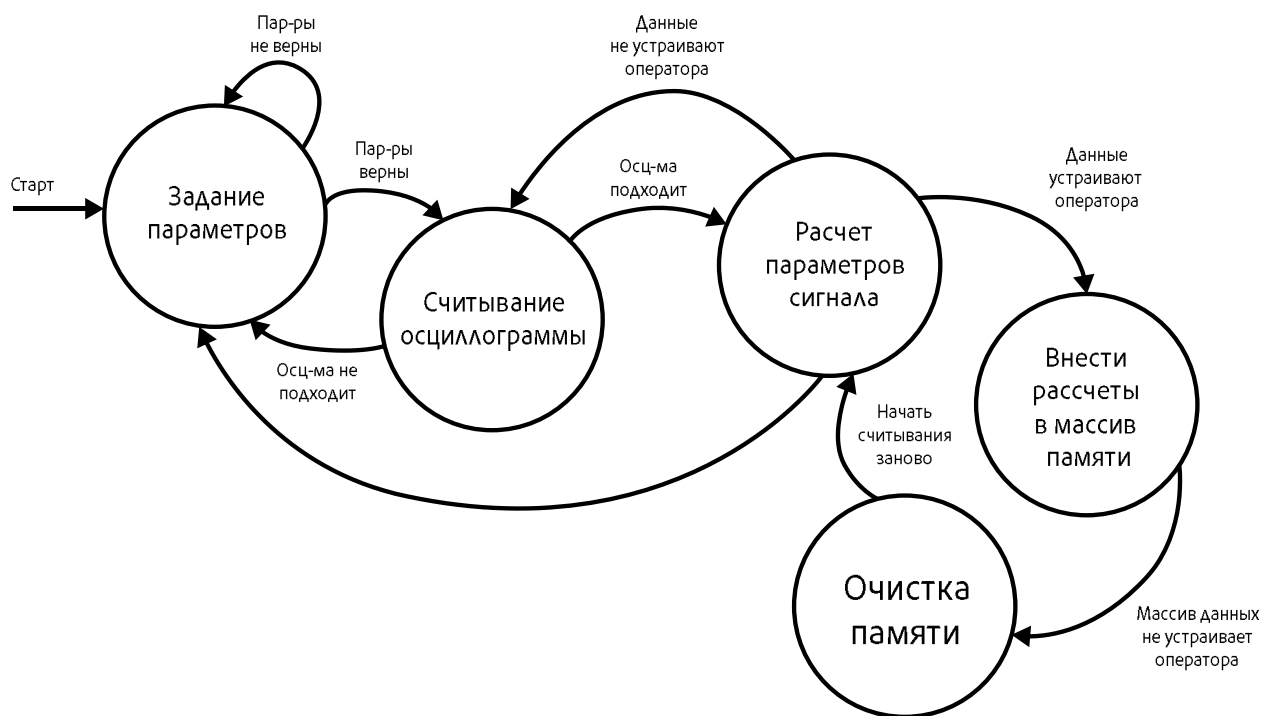 Пар-ры
не верны
Старт
Задание
параметров
Пар-ры
верны
Данные
не устраивают
оператора
Осц-ма
подходит
Считывание
осциллограммы
Осц-ма не
подходит
Расчет
параметров
сигнала
Данные
устраивают
оператора
Внести
рассчеты
в массив
памяти
Начать
считывания
заново
Очистка
памяти
Массив данных
не устраивает
оператора